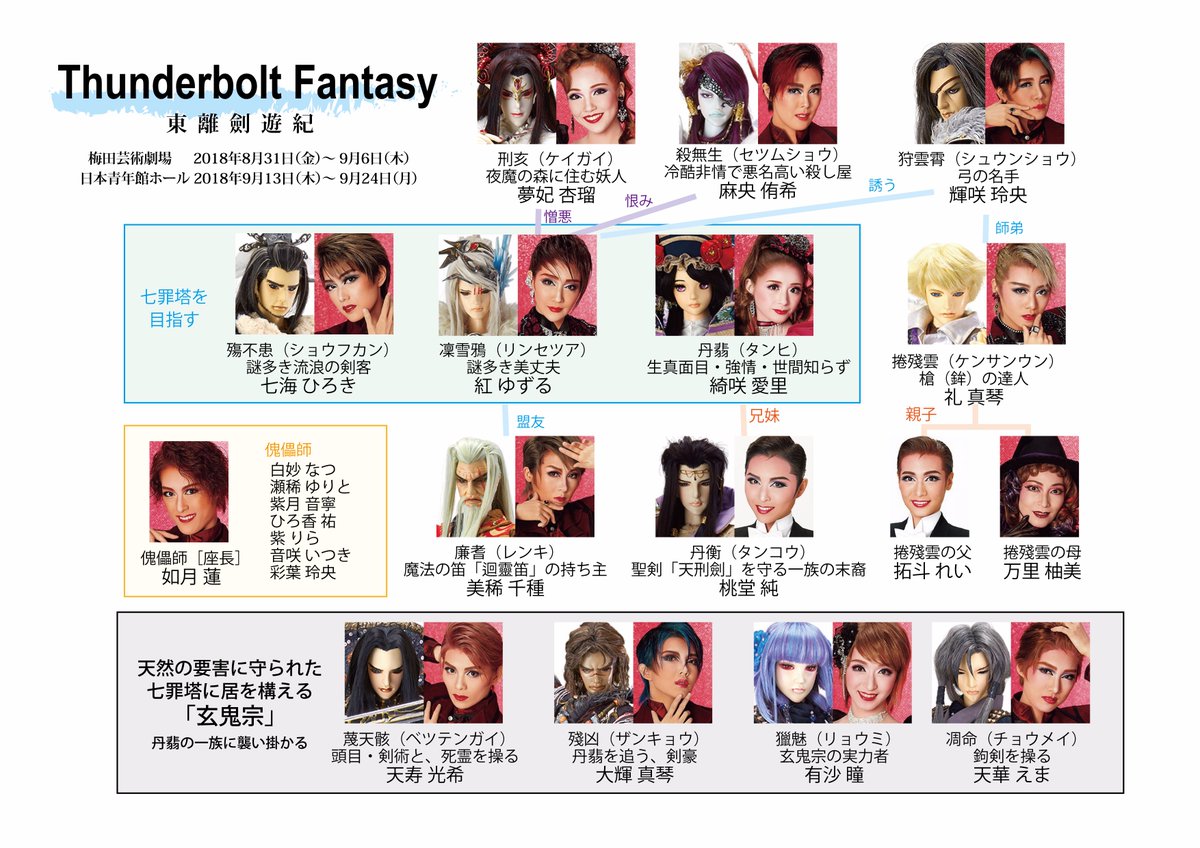 Thunderbolt Fantasy
東離劍遊紀
梅田芸術劇場 2018年8月31日(金)～ 9月6日(木)
日本青年館ホール 2018年9月13日(木)～ 9月24日(月)
刑亥（ケイガイ）
夜魔の森に住む妖人
夢妃 杏瑠
殺無生（セツムショウ）
冷酷非情で悪名高い殺し屋
麻央 侑希
狩雲霄（シュウンショウ）
弓の名手
輝咲 玲央
憎悪
恨み
誘う
師弟
七罪塔を
目指す
殤不患（ショウフカン）
謎多き流浪の剣客
七海 ひろき
凜雪鴉（リンセツア）
謎多き美丈夫
紅 ゆずる
丹翡（タンヒ）
生真面目・強情・世間知らず
綺咲 愛里
捲殘雲（ケンサンウン）
槍（鉾）の達人
礼 真琴
盟友
兄妹
親子
傀儡師［座長］
如月 蓮
傀儡師
白妙 なつ
瀬稀 ゆりと
紫月 音寧
ひろ香 祐
紫 りら
音咲 いつき
彩葉 玲央
廉耆（レンキ）
魔法の笛「迴靈笛」の持ち主
美稀 千種
丹衡（タンコウ）
聖剣「天刑劍」を守る一族の末裔
桃堂 純
捲殘雲の父
拓斗 れい
捲殘雲の母
万里 柚美
天然の要害に守られた
七罪塔に居を構える
「玄鬼宗」
丹翡の一族に襲い掛かる
蔑天骸（ベツテンガイ）
頭目・剣術と、死霊を操る
天寿 光希
殘凶（ザンキョウ）
丹翡を追う、剣豪
大輝 真琴
獵魅（リョウミ）
玄鬼宗の実力者
有沙 瞳
凋命（チョウメイ）
鉤剣を操る
天華 えま